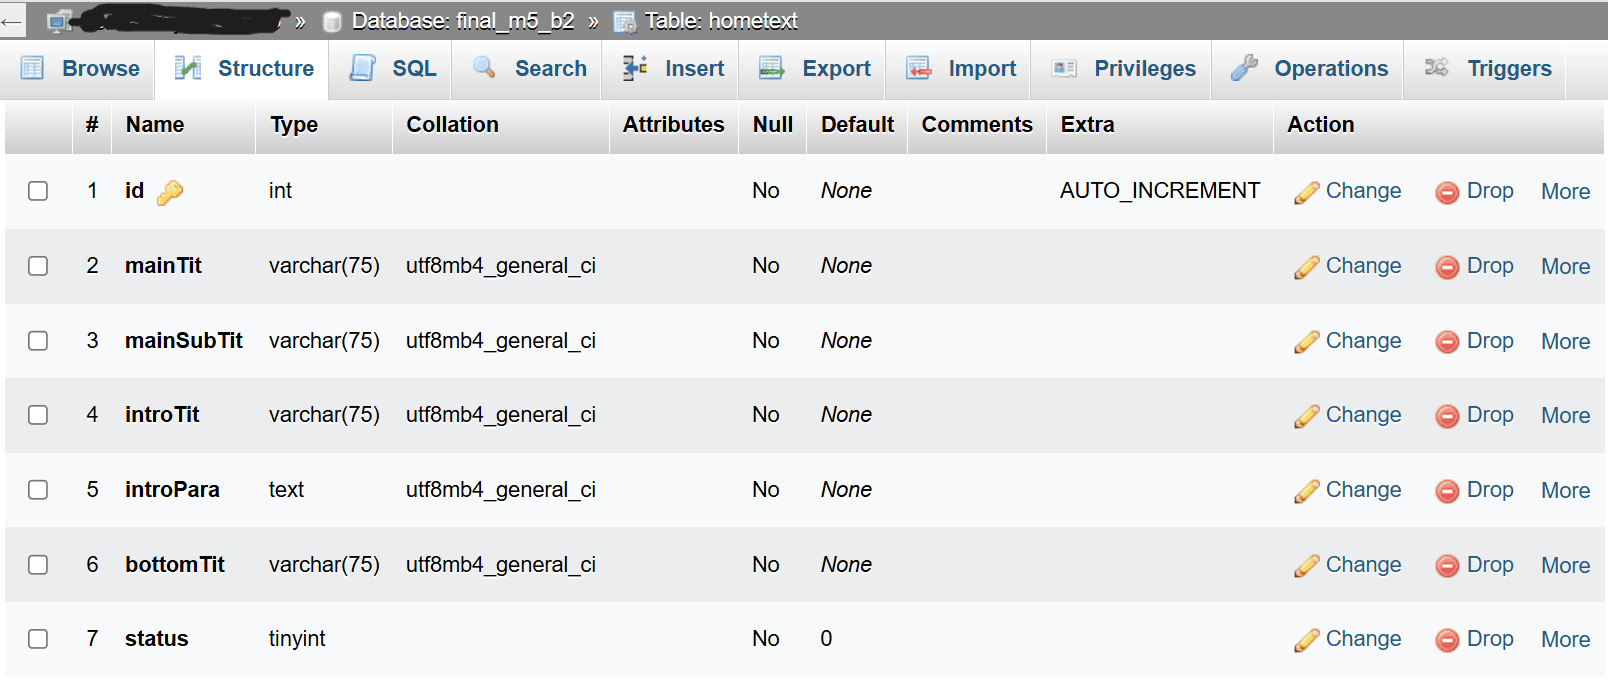 » Database: final_m5_b2 » Table: hometext
Browse Structure SQL Search Insert Export Import Privileges Operations Triggers
# Name Type Collation Attributes Null Default Comments Extra Action
1 id int No None AUTO_INCREMENT Change Drop More
2 mainTit varchar(75) utf8mb4_general_ci No None Change Drop More
3 mainSubTit varchar(75) utf8mb4_general_ci No None Change Drop More
4 introTit varchar(75) utf8mb4_general_ci No None Change Drop More
5 introPara text utf8mb4_general_ci No None Change Drop More
6 bottomTit varchar(75) utf8mb4_general_ci No None Change Drop More
7 status tinyint No 0 Change Drop More